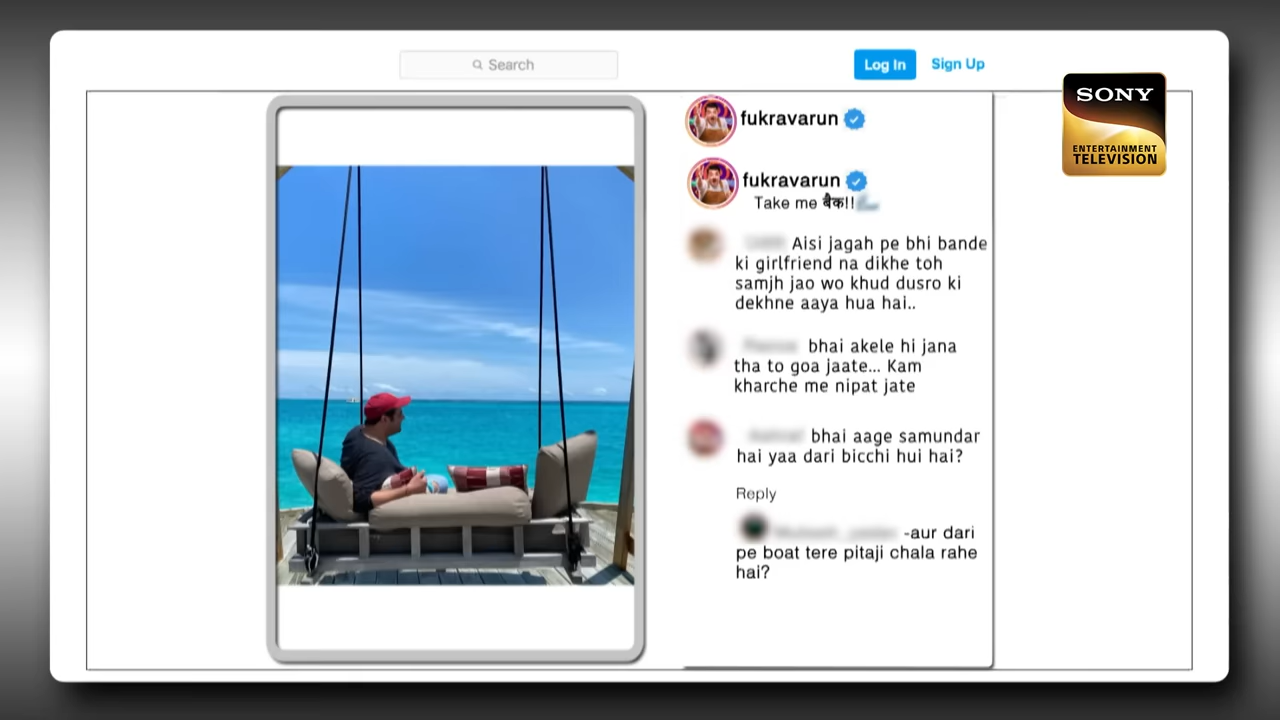 Search
Log In
Sign Up
SONY
ENTERTAINMENT
TELEVISION
fukravarun
fukravarun
Take me बैक!!
Aisi jagah pe bhi bande
ki girlfriend na dikhe toh
samjh jao wo khud dusro ki
dekhne aaya hua hai..
bhai akele hi jana
tha to goa jaate... Kam
kharche me nipat jate
bhai aage samundar
hai yaa dari bicchi hui hai?
Reply
-aur dari
pe boat tere pitaji chala rahe
hai?